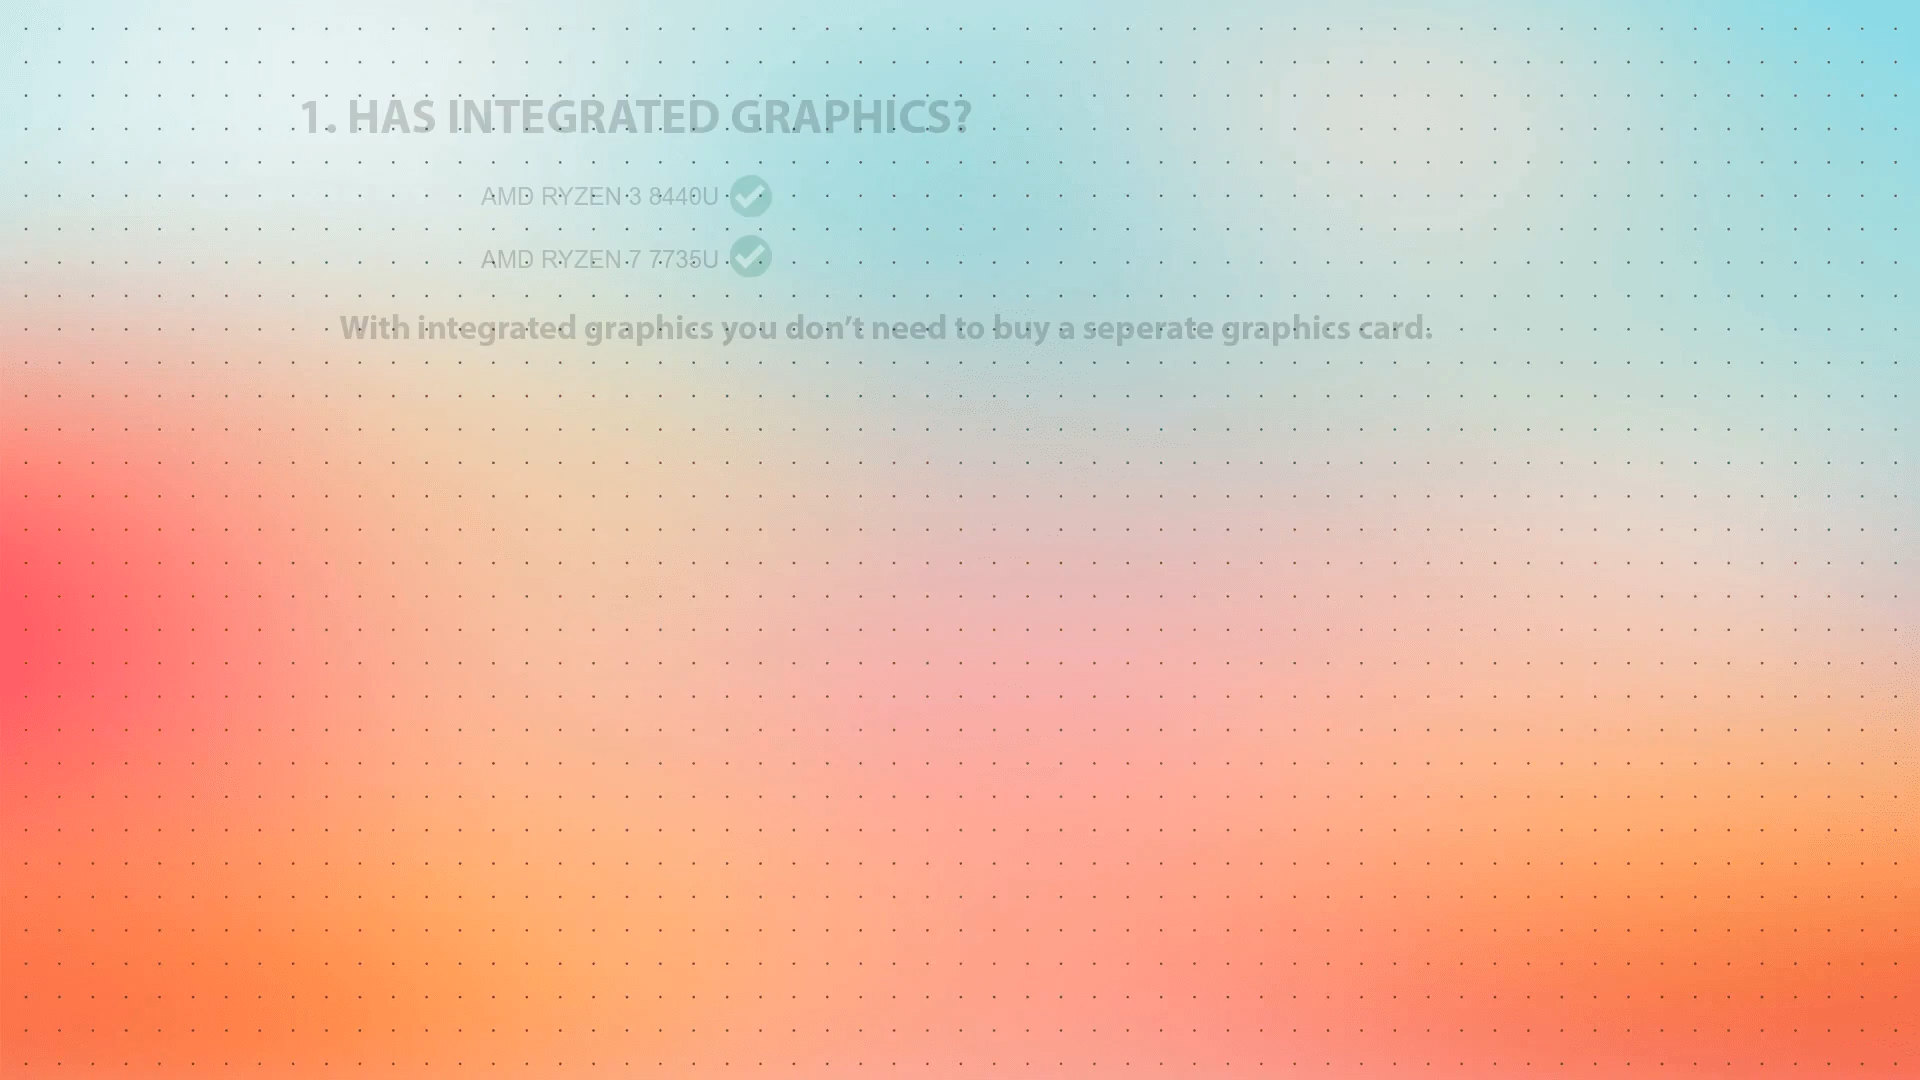 1. HAS INTEGRATED GRAPHICS?
AMD RYZEN 3 8440U
AMD RYZEN 7 7735U
With integrated graphics you don’t need to buy a seperate graphics card.